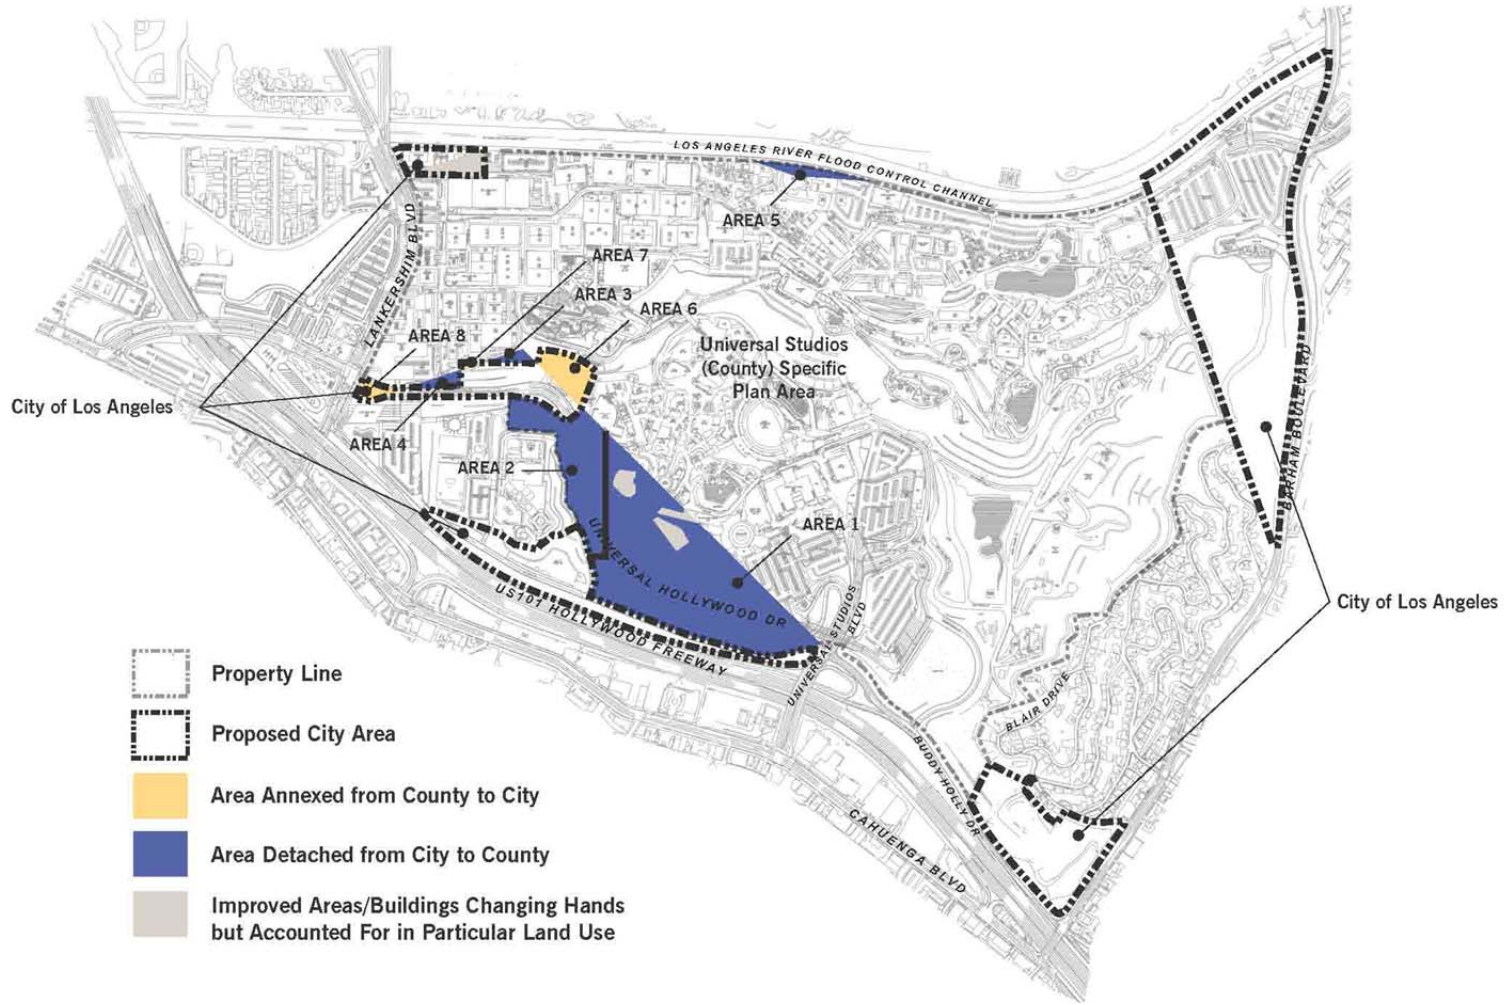 LOS ANGELES RIVER FLOOD CONTROL CHANNEL
AREA 5
LANKERSHIM BLVD
AREA 7
AREA 3
AREA 6
AREA 8
Universal Studios
(County) Specific
Plan Area
City of Los Angeles
AREA 4
AREA 2
BARHAM BOULEVARD
AREA 1
UNIVERSAL HOLLYWOOD DR
US101 HOLLYWOOD FREEWAY
UNIVERSAL STUDIOS
BLVD
City of Los Angeles
BLAIR DRIVE
BUDDY HOLLY DR
CAHUENGA BLVD
Property Line
Proposed City Area
Area Annexed from County to City
Area Detached from City to County
Improved Areas/Buildings Changing Hands
but Accounted For in Particular Land Use